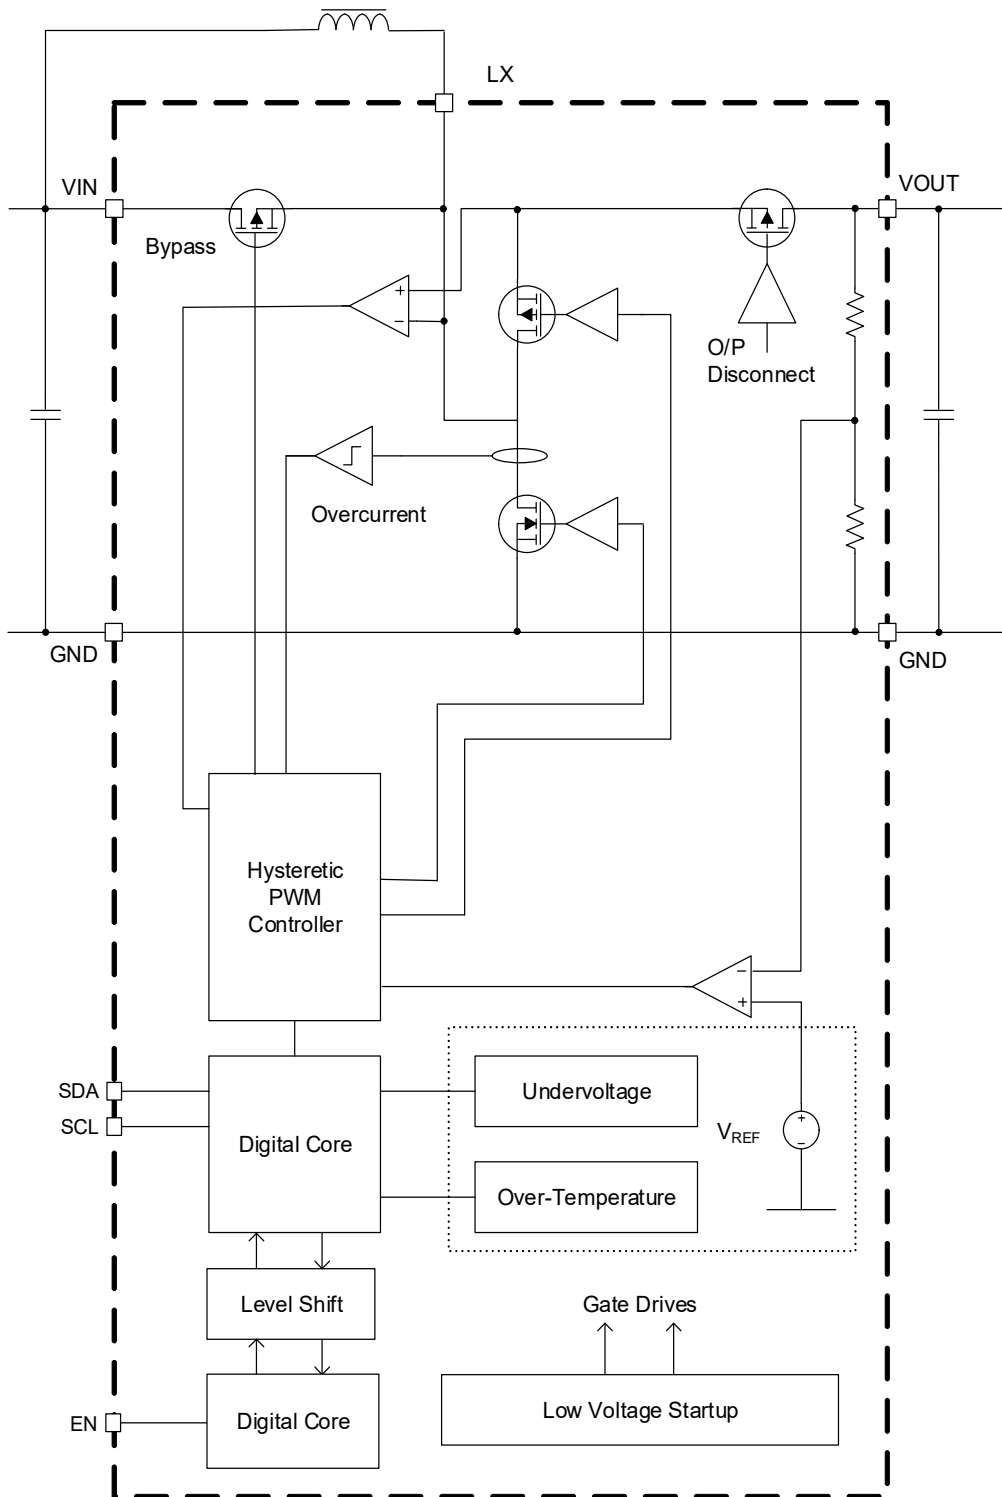 LX
VIN
VOUT
Bypass
+
−
O/P
Disconnect
Overcurrent
GND
GND
Hysteretic
PWM
Controller
−
+
SDA
SCL
Digital Core
Undervoltage
VREF
+
−
Over-Temperature
Level Shift
Gate Drives
EN
Digital Core
Low Voltage Startup